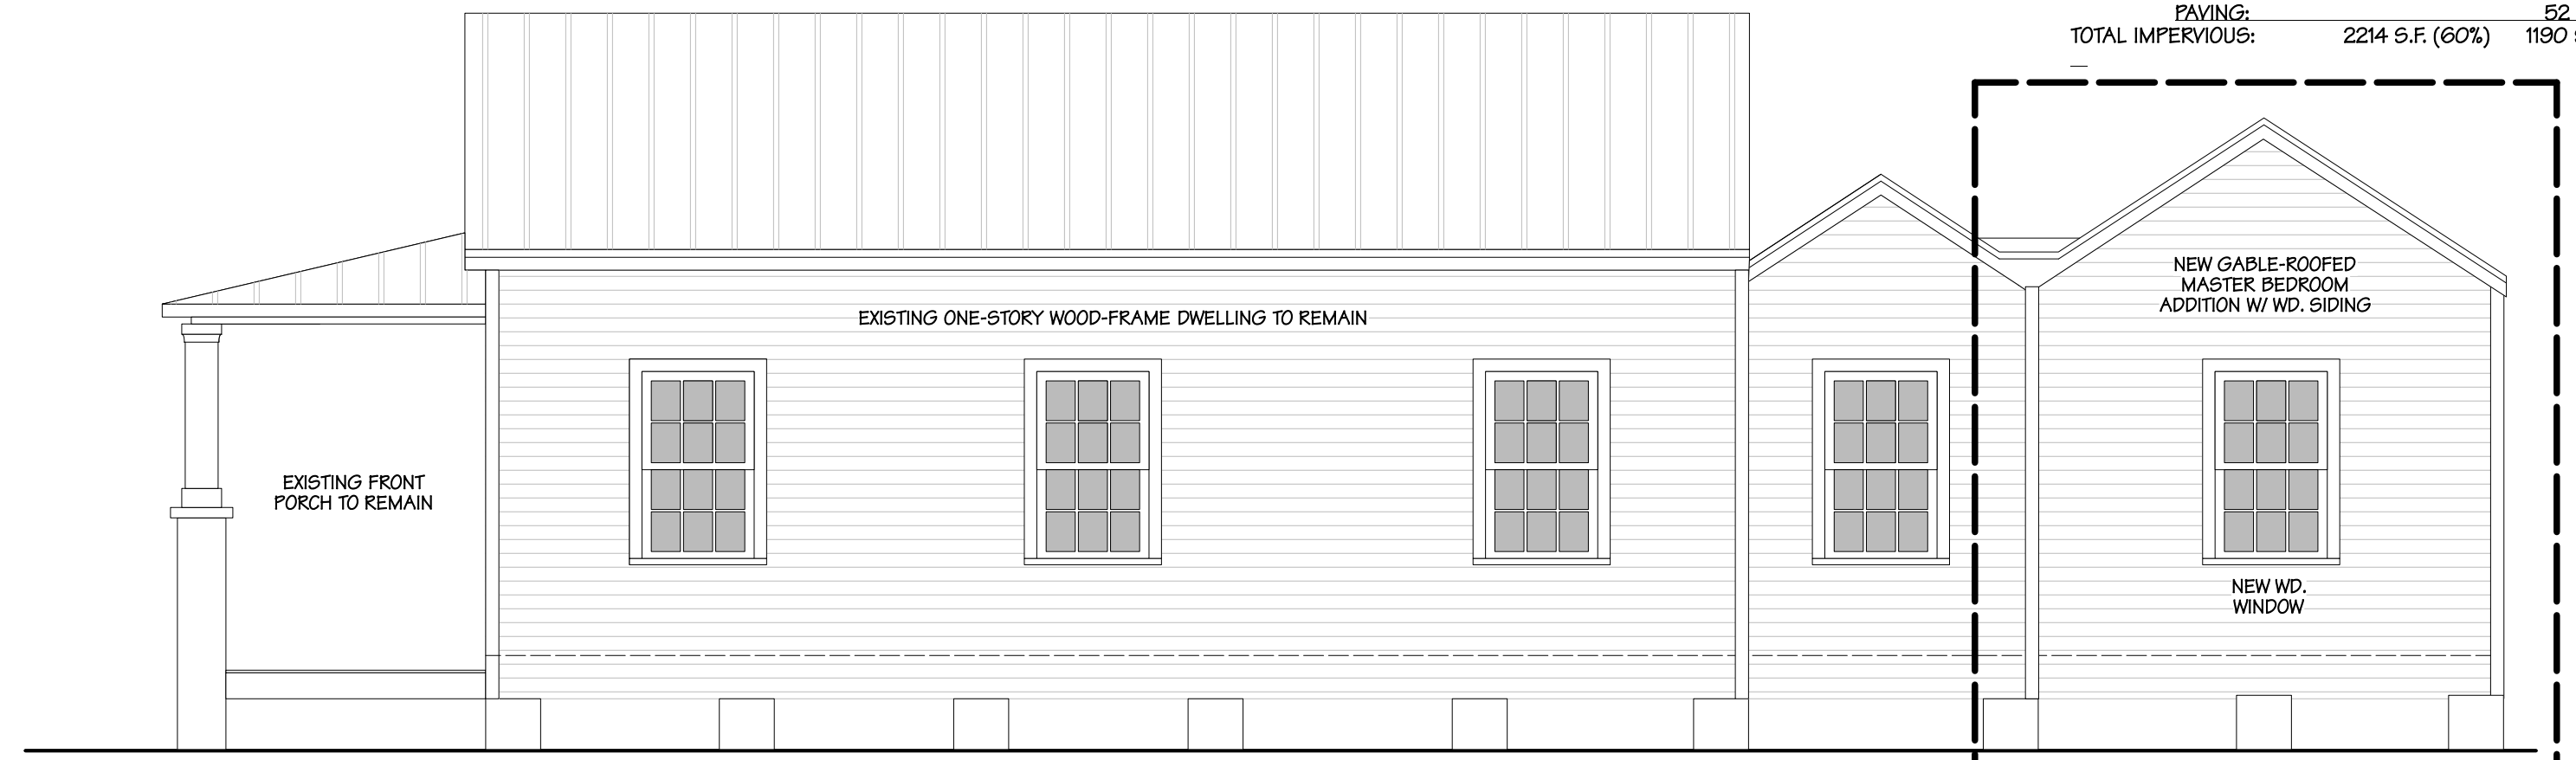 PAVING: 52
TOTAL IMPERVIOUS: 2214 S.F. (60%) 1190
NEW GABLE-ROOFED
MASTER BEDROOM
ADDITION W/ WD. SIDING
EXISTING ONE-STORY WOOD-FRAME DWELLING TO REMAIN
EXISTING FRONT
PORCH TO REMAIN
NEW WD.
WINDOW